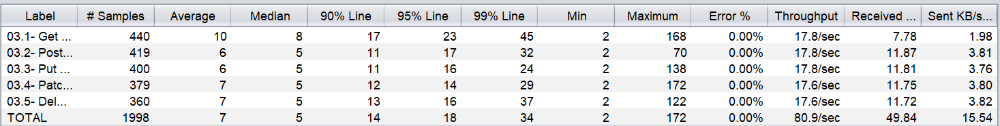 Label # Samples Average Median 90% Line 95% Line 99% Line Min Maximum Error % Throughput Received ... Sent KB/s...
03.1- Get ... 440 10 8 17 23 45 2 168 0.00% 17.8/sec 7.78 1.98
03.2- Post... 419 6 5 11 17 32 2 70 0.00% 17.8/sec 11.87 3.81
03.3- Put ... 400 6 5 11 16 24 2 138 0.00% 17.8/sec 11.81 3.76
03.4- Patc... 379 7 5 12 14 29 2 172 0.00% 17.6/sec 11.75 3.80
03.5- Del... 360 7 5 13 16 37 2 122 0.00% 17.6/sec 11.72 3.82
TOTAL 1998 7 5 14 18 34 2 172 0.00% 80.9/sec 49.84 15.54